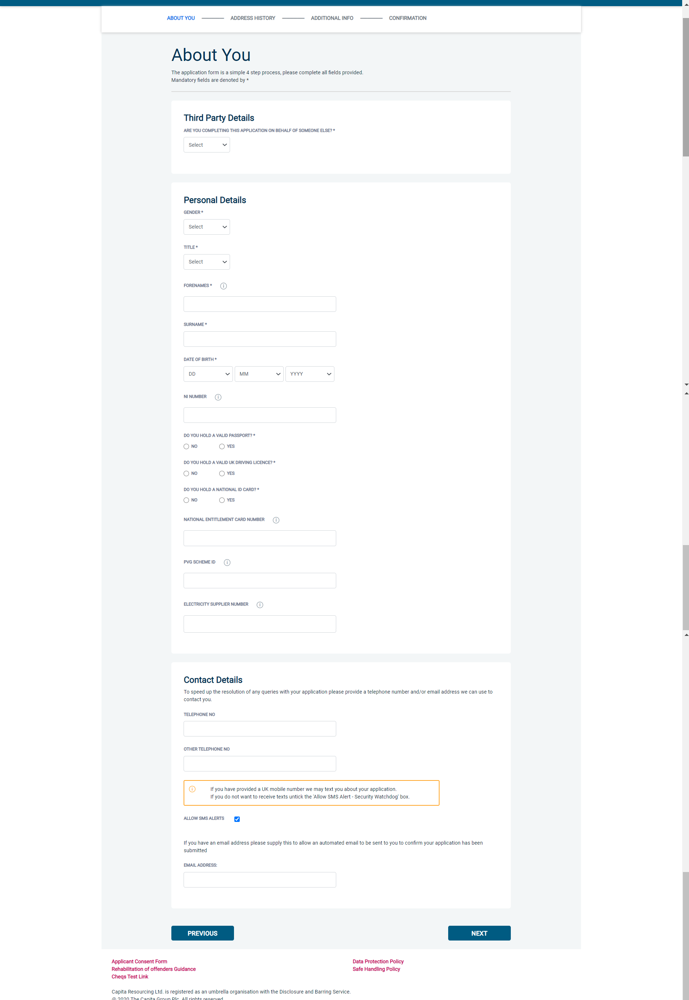 ABOUT YOU ADDRESS HISTORY ADDITIONAL INFO CONFIRMATION
About You
The application form is a simple 4 step process, please complete all fields provided.
Mandatory fields are denoted by *
Third Party Details
ARE YOU COMPLETING THIS APPLICATION ON BEHALF OF SOMEONE ELSE? *
Select
Personal Details
GENDER *
Select
TITLE *
Select
FORENAMES *
SURNAME *
DATE OF BIRTH *
DD MM YYYY
NI NUMBER
DO YOU HOLD A VALID PASSPORT? *
NO YES
DO YOU HOLD A VALID UK DRIVING LICENCE? *
NO YES
DO YOU HOLD A NATIONAL ID CARD? *
NO YES
NATIONAL ENTITLEMENT CARD NUMBER
PVG SCHEME ID
ELECTRICITY SUPPLIER NUMBER
Contact Details
To speed up the resolution of any queries with your application please provide a telephone number and/or email address we can use to
contact you.
TELEPHONE NO
OTHER TELEPHONE NO
If you have provided a UK mobile number we may text you about your application.
If you do not want to receive texts untick the 'Allow SMS Alert - Security Watchdog' box.
ALLOW SMS ALERTS
If you have an email address please supply this to allow an automated email to be sent to you to confirm your application has been
submitted
EMAIL ADDRESS:
PREVIOUS NEXT
Applicant Consent Form Data Protection Policy
Rehabilitation of offenders Guidance Safe Handling Policy
Cheqs Test Link
Capita Resourcing Ltd. is registered as an umbrella organisation with the Disclosure and Barring Service.
@ 2020 The Capita Group Plc. All rights reserved